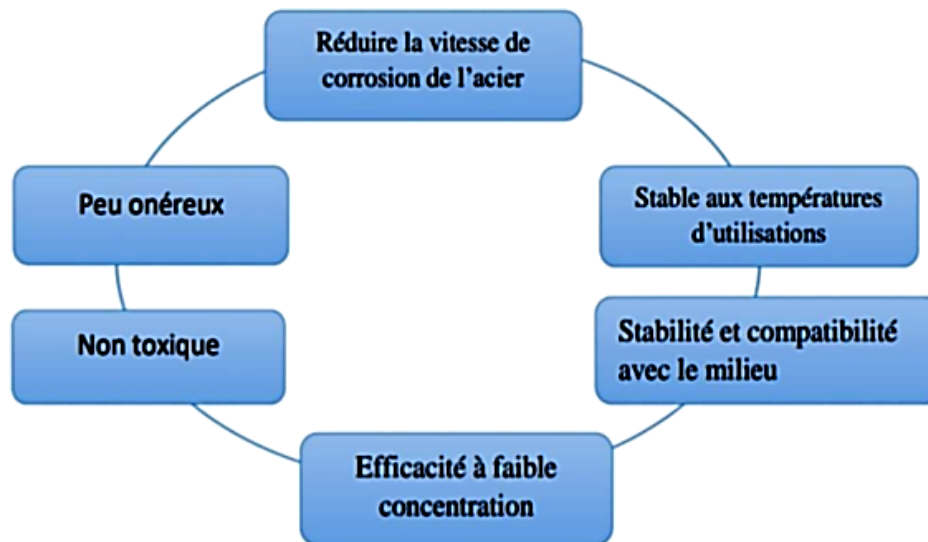 Réduire la vitesse de
corrosion de l’acier
Peu onéreux
Stable aux températures
d’utilisations
Non toxique
Stabilité et compatibilité
avec le milieu
Efficacité à faible
concentration